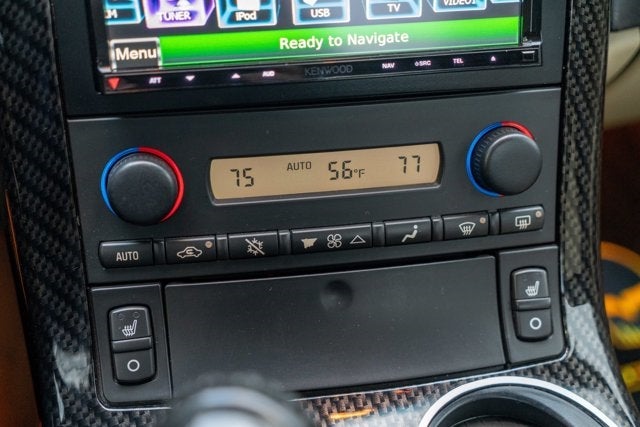 TUNER iPod USB TV
Menu Ready to Navigate
ATT AUD KENWOOD NAV SRC TEL
75 AUTO 56°F 77
AUTO